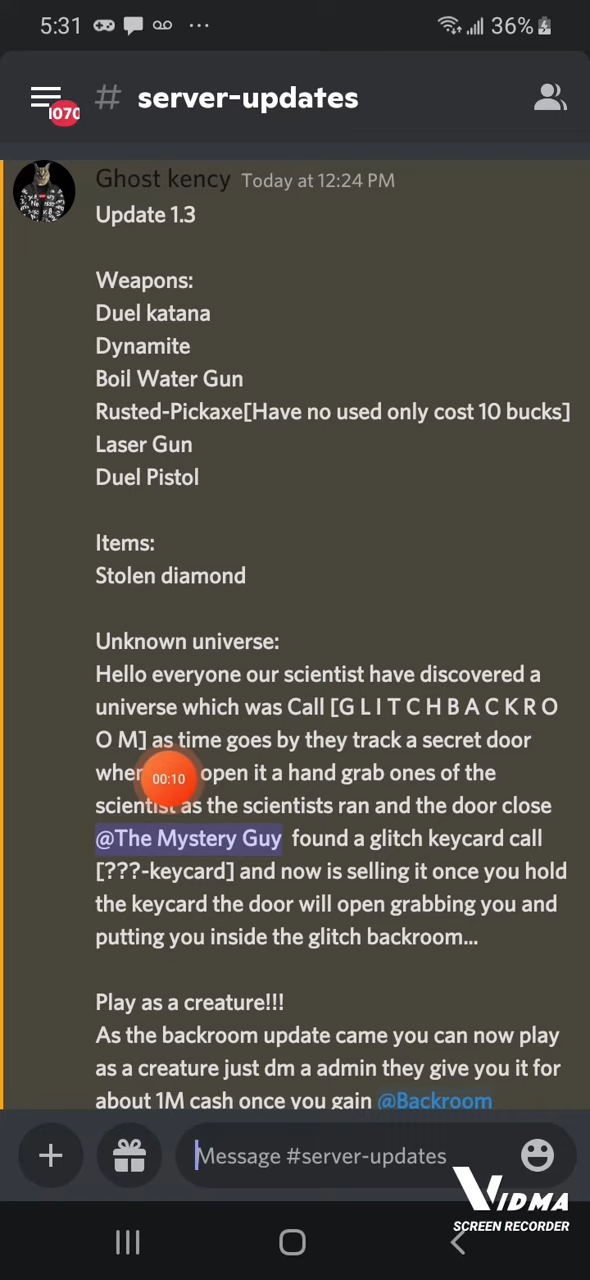 5:31 ... 36%
# server-updates
1070
Ghost kency Today at 12:24 PM
Update 1.3
Weapons:
Duel katana
Dynamite
Boil Water Gun
Rusted-Pickaxe[Have no used only cost 10 bucks]
Laser Gun
Duel Pistol
Items:
Stolen diamond
Unknown universe:
Hello everyone our scientist have discovered a
universe which was Call [G L I T C H B A C K R O
O M] as time goes by they track a secret door
open it a hand grab ones of the
00:10
scientist as the scientists ran and the door close
@The Mystery Guy found a glitch keycard call
[???-keycard] and now is selling it once you hold
the keycard the door will open grabbing you and
putting you inside the glitch backroom...
Play as a creature!!!
As the backroom update came you can now play
as a creature just dm a admin they give you it for
about 1M cash once you gain @Backroom
Message #server-updates
VIDMA
SCREEN RECORDER